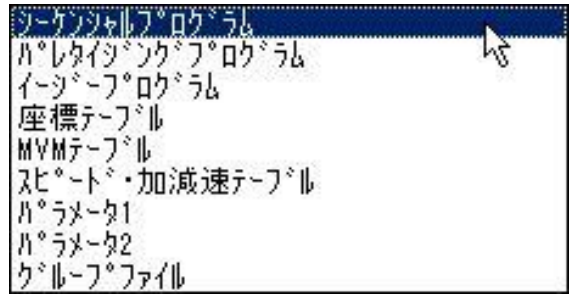 ｼｰｹﾝｼｬﾙﾌﾟﾛｸﾞﾗﾑ
ﾊﾟﾚﾀｲｼﾞﾝｸﾞﾌﾟﾛｸﾞﾗﾑ
ｲｰｼﾞｰﾌﾟﾛｸﾞﾗﾑ
座標ﾃｰﾌﾞﾙ
MVMﾃｰﾌﾞﾙ
ｽﾋﾟｰﾄﾞ･加減速ﾃｰﾌﾞﾙ
ﾊﾟﾗﾒｰﾀ1
ﾊﾟﾗﾒｰﾀ2
ｸﾞﾙｰﾌﾟﾌｧｲﾙ